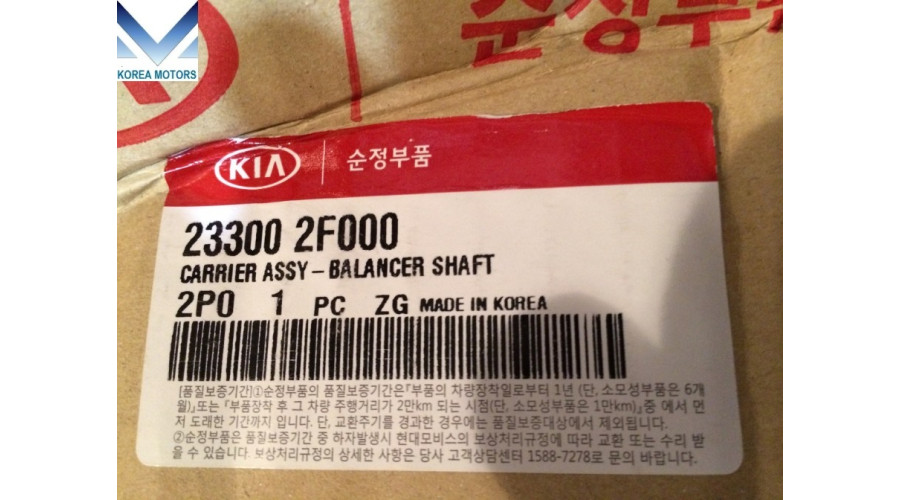 순정부품
KOREA MOTORS
KIA 순정부품
23300 2F000
CARRIER ASSY - BALANCER SHAFT
2P0 1 PC ZG MADE IN KOREA
[품질보증기간]①순정부품의 품질보증기간은「부품의 차량장착일로부터 1년 (단, 소모성부품은 6개
월)」또는「부품장착 후 그 차량 주행거리가 2만km 되는 시점(단, 소모성부품은 1만km)」중 에서 먼
저 도래한 기간까지 입니다. 단, 교환주기를 경과한 경우에는 품질보증대상에서 제외됩니다.
②순정부품은 품질보증기간 중 하자발생시 현대모비스의 보상처리규정에 따라 교환 또는 수리 받
을 수 있습니다. 보상처리규정의 상세한 사항은 당사 고객상담센터 1588-7278로 문의 바랍니다.